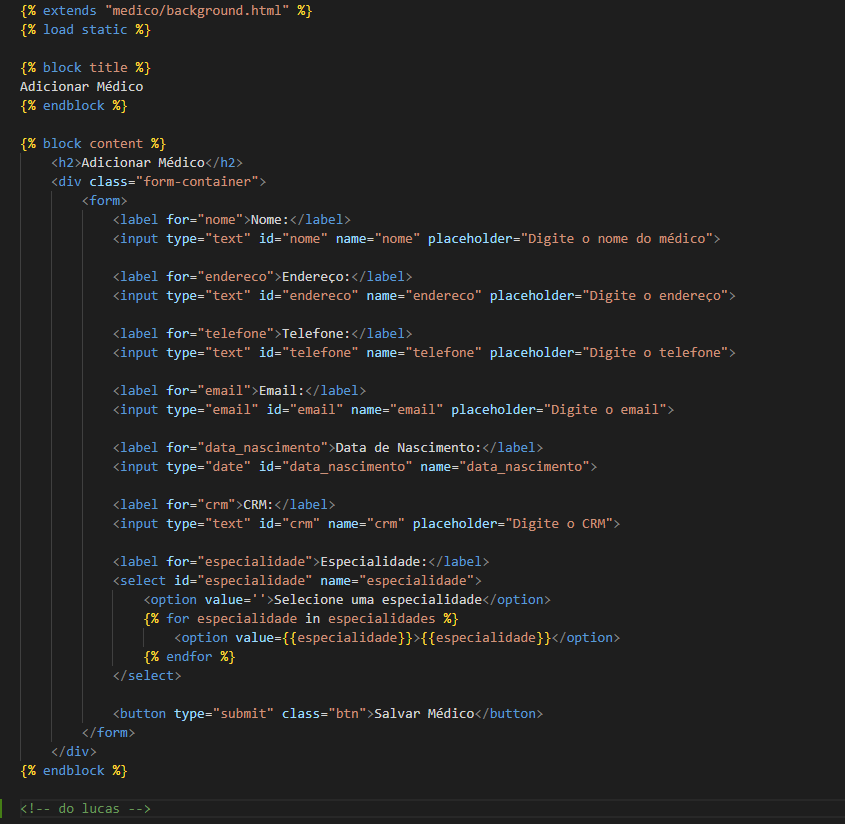 {% extends "medico/background.html" %}
{% load static %}

{% block title %}
Adicionar Médico
{% endblock %}

{% block content %}
    <h2>Adicionar Médico</h2>
    <div class="form-container">
        <form>
            <label for="nome">Nome:</label>
            <input type="text" id="nome" name="nome" placeholder="Digite o nome do médico">

            <label for="endereco">Endereço:</label>
            <input type="text" id="endereco" name="endereco" placeholder="Digite o endereço">

            <label for="telefone">Telefone:</label>
            <input type="text" id="telefone" name="telefone" placeholder="Digite o telefone">

            <label for="email">Email:</label>
            <input type="email" id="email" name="email" placeholder="Digite o email">

            <label for="data_nascimento">Data de Nascimento:</label>
            <input type="date" id="data_nascimento" name="data_nascimento">

            <label for="crm">CRM:</label>
            <input type="text" id="crm" name="crm" placeholder="Digite o CRM">

            <label for="especialidade">Especialidade:</label>
            <select id="especialidade" name="especialidade">
                <option value=''>Selecione uma especialidade</option>
                {% for especialidade in especialidades %}
                    <option value={{especialidade}}>{{especialidade}}</option>
                {% endfor %}
            </select>

            <button type="submit" class="btn">Salvar Médico</button>
        </form>
    </div>
{% endblock %}

<!-- do lucas -->